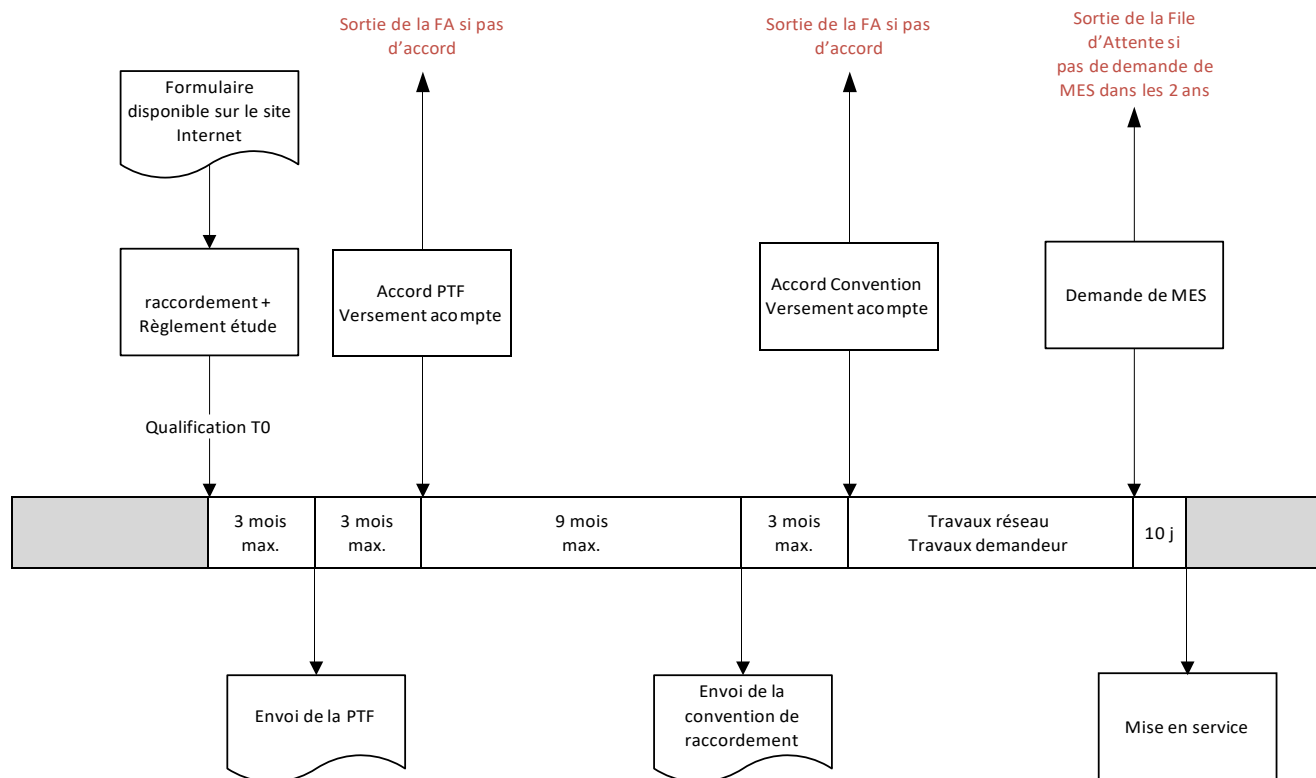 Sortie de la FA si pas
d'accord
Sortie de la FA si pas
d'accord
Sortie de la File
d'Attente si
pas de demande de
MES dans les 2 ans
Formulaire
disponible sur le site
Internet
raccordement +
Règlement étude
Accord PTF
Versement acompte
Accord Convention
Versement acompte
Demande de MES
Qualification T0
3 mois
max.
3 mois
max.
9 mois
max.
3 mois
max.
Travaux réseau
Travaux demandeur
10 j
Envoi de la PTF
Envoi de la
convention de
raccordement
Mise en service